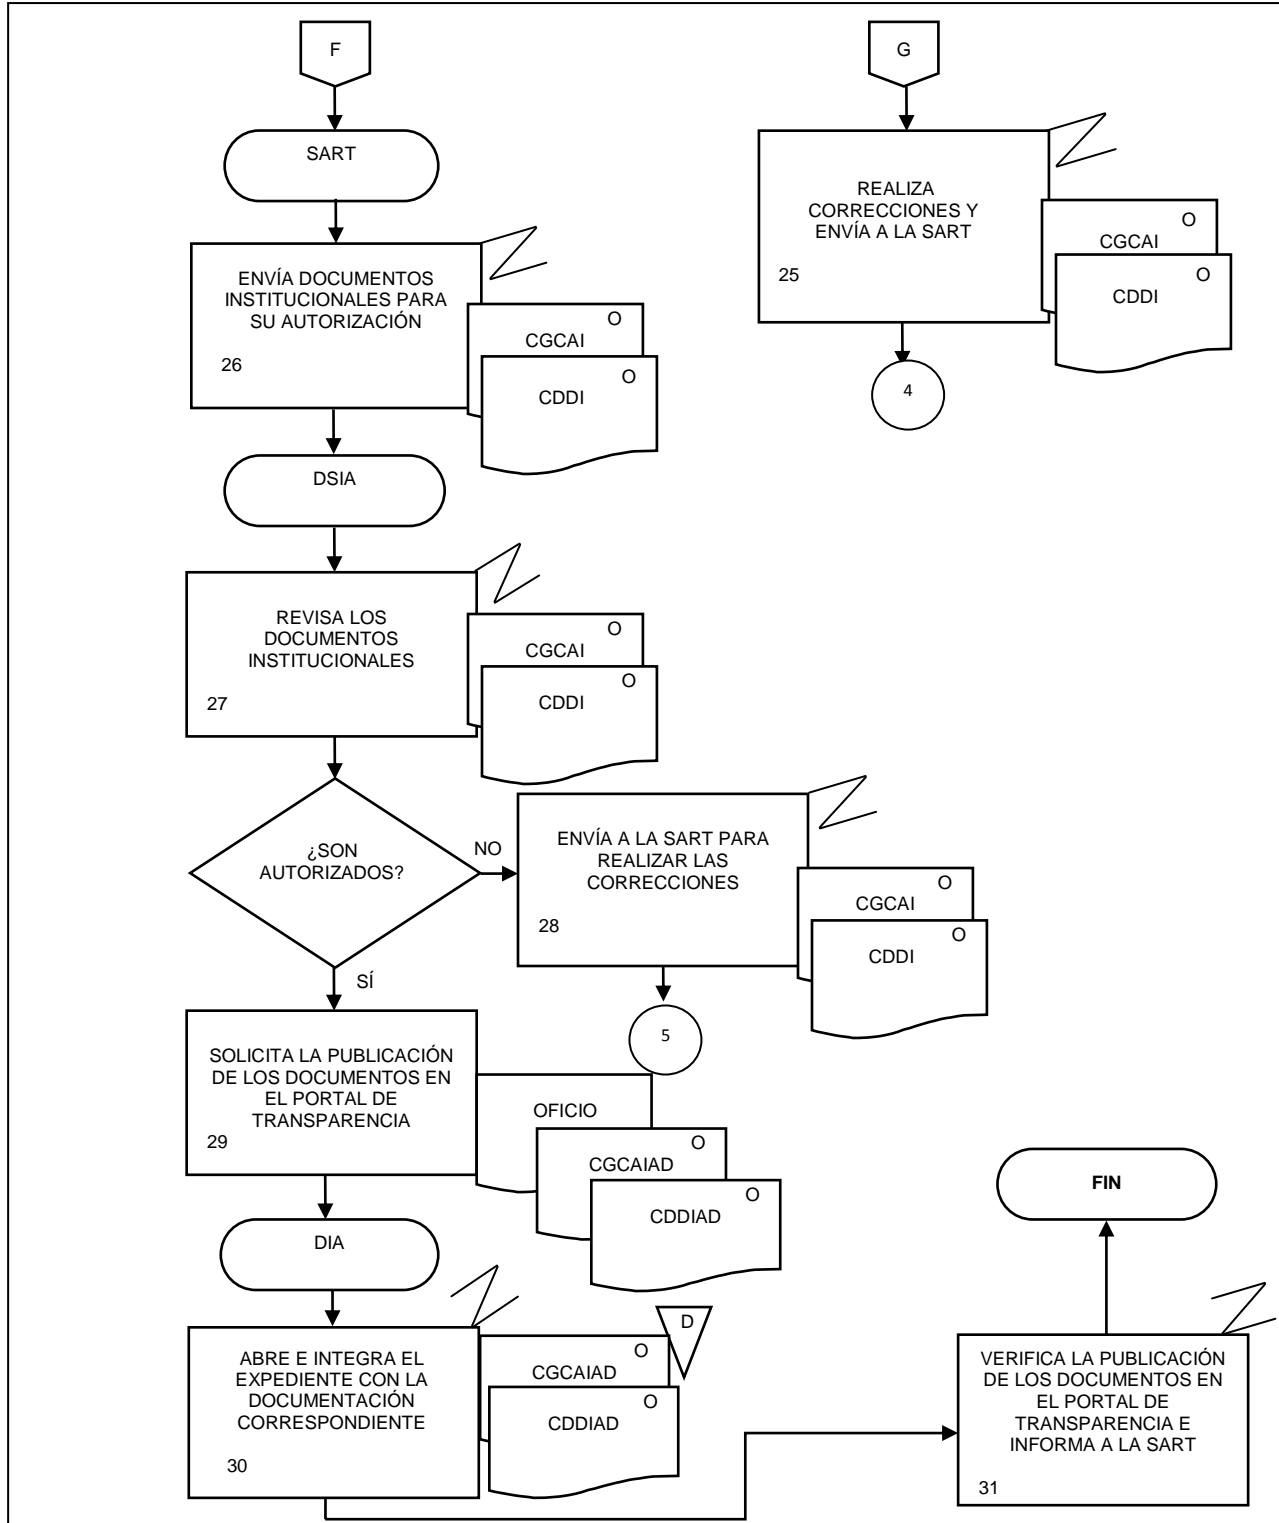 F
SART
ENVÍA DOCUMENTOS
INSTITUCIONALES PARA
SU AUTORIZACIÓN
26
O
CGCAI
O
CDDI
DSIA
REVISA LOS
DOCUMENTOS
INSTITUCIONALES
27
O
CGCAI
O
CDDI
¿SON
AUTORIZADOS?
NO
SÍ
ENVÍA A LA SART PARA
REALIZAR LAS
CORRECCIONES
28
O
CGCAI
O
CDDI
5
SOLICITA LA PUBLICACIÓN
DE LOS DOCUMENTOS EN
EL PORTAL DE
TRANSPARENCIA
29
OFICIO
O
CGCAIAD
O
CDDIAD
DIA
ABRE E INTEGRA EL
EXPEDIENTE CON LA
DOCUMENTACIÓN
CORRESPONDIENTE
30
O
CGCAIAD
O
CDDIAD
D
G
REALIZA
CORRECCIONES Y
ENVÍA A LA SART
25
O
CGCAI
O
CDDI
4
VERIFICA LA PUBLICACIÓN
DE LOS DOCUMENTOS EN
EL PORTAL DE
TRANSPARENCIA E
INFORMA A LA SART
31
FIN